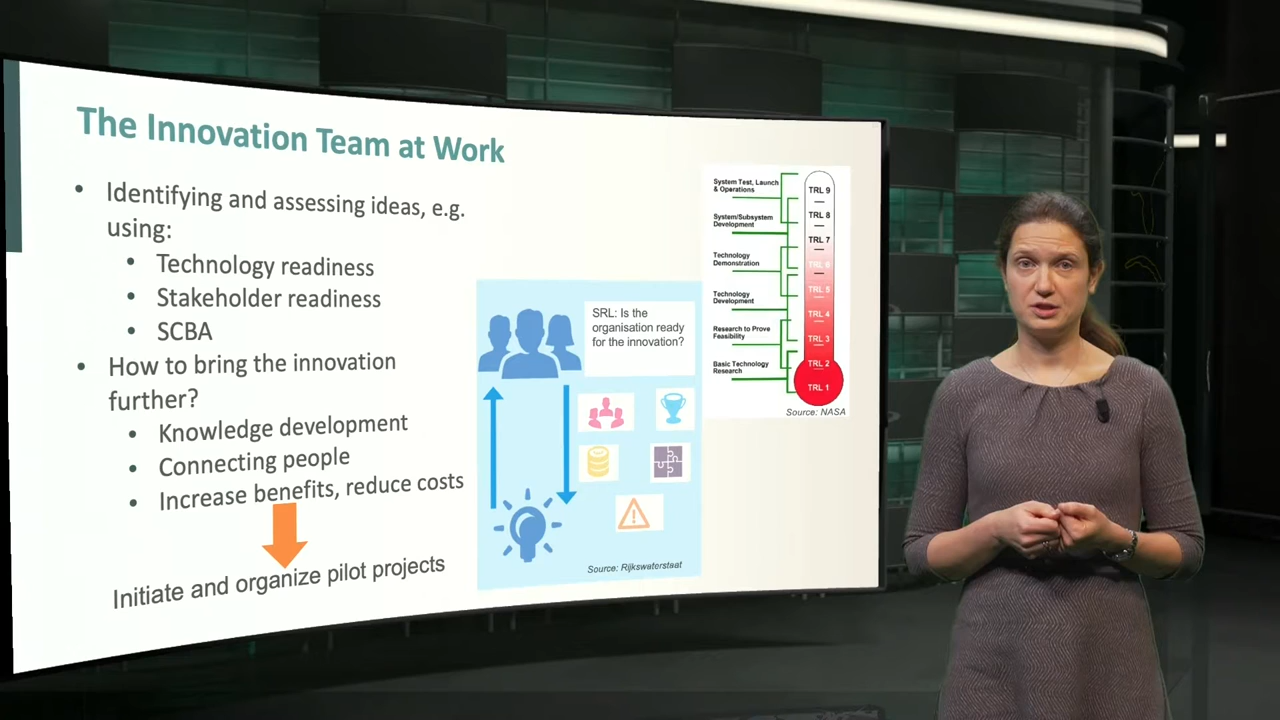 The Innovation Team at Work
• Identifying and assessing ideas, e.g.
using:
• Technology readiness
• Stakeholder readiness
• SCBA
• How to bring the innovation
further?
• Knowledge development
• Connecting people
• Increase benefits, reduce costs
Initiate and organize pilot projects
SRL: Is the
organisation ready
for the innovation?
Source: Rijkswaterstaat
System Test, Launch
& Operations
System/Subsystem
Development
Technology
Demonstration
Technology
Development
Research to Prove
Feasibility
Basic Technology
Research
TRL 9
TRL 8
TRL 7
TRL 6
TRL 5
TRL 4
TRL 3
TRL 2
TRL 1
Source: NASA